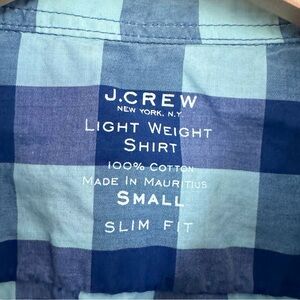 J.CREW
NEW YORK, N.Y.
LIGHT WEIGHT
SHIRT
100% COTTON
MADE IN MAURITIUS
SMALL
SLIM FIT